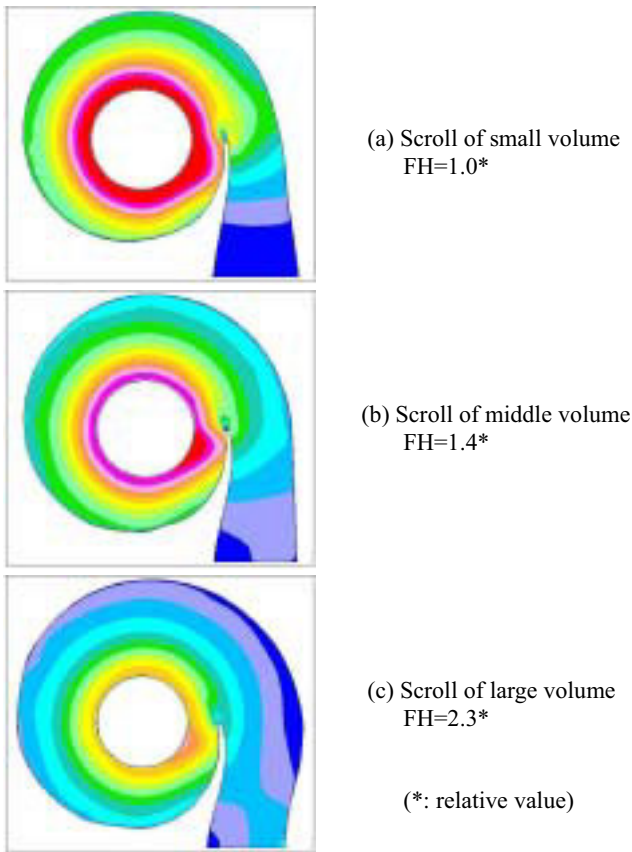 (a) Scroll of small volume
FH=1.0*
(b) Scroll of middle volume
FH=1.4*
(c) Scroll of large volume
FH=2.3*
(*: relative value)